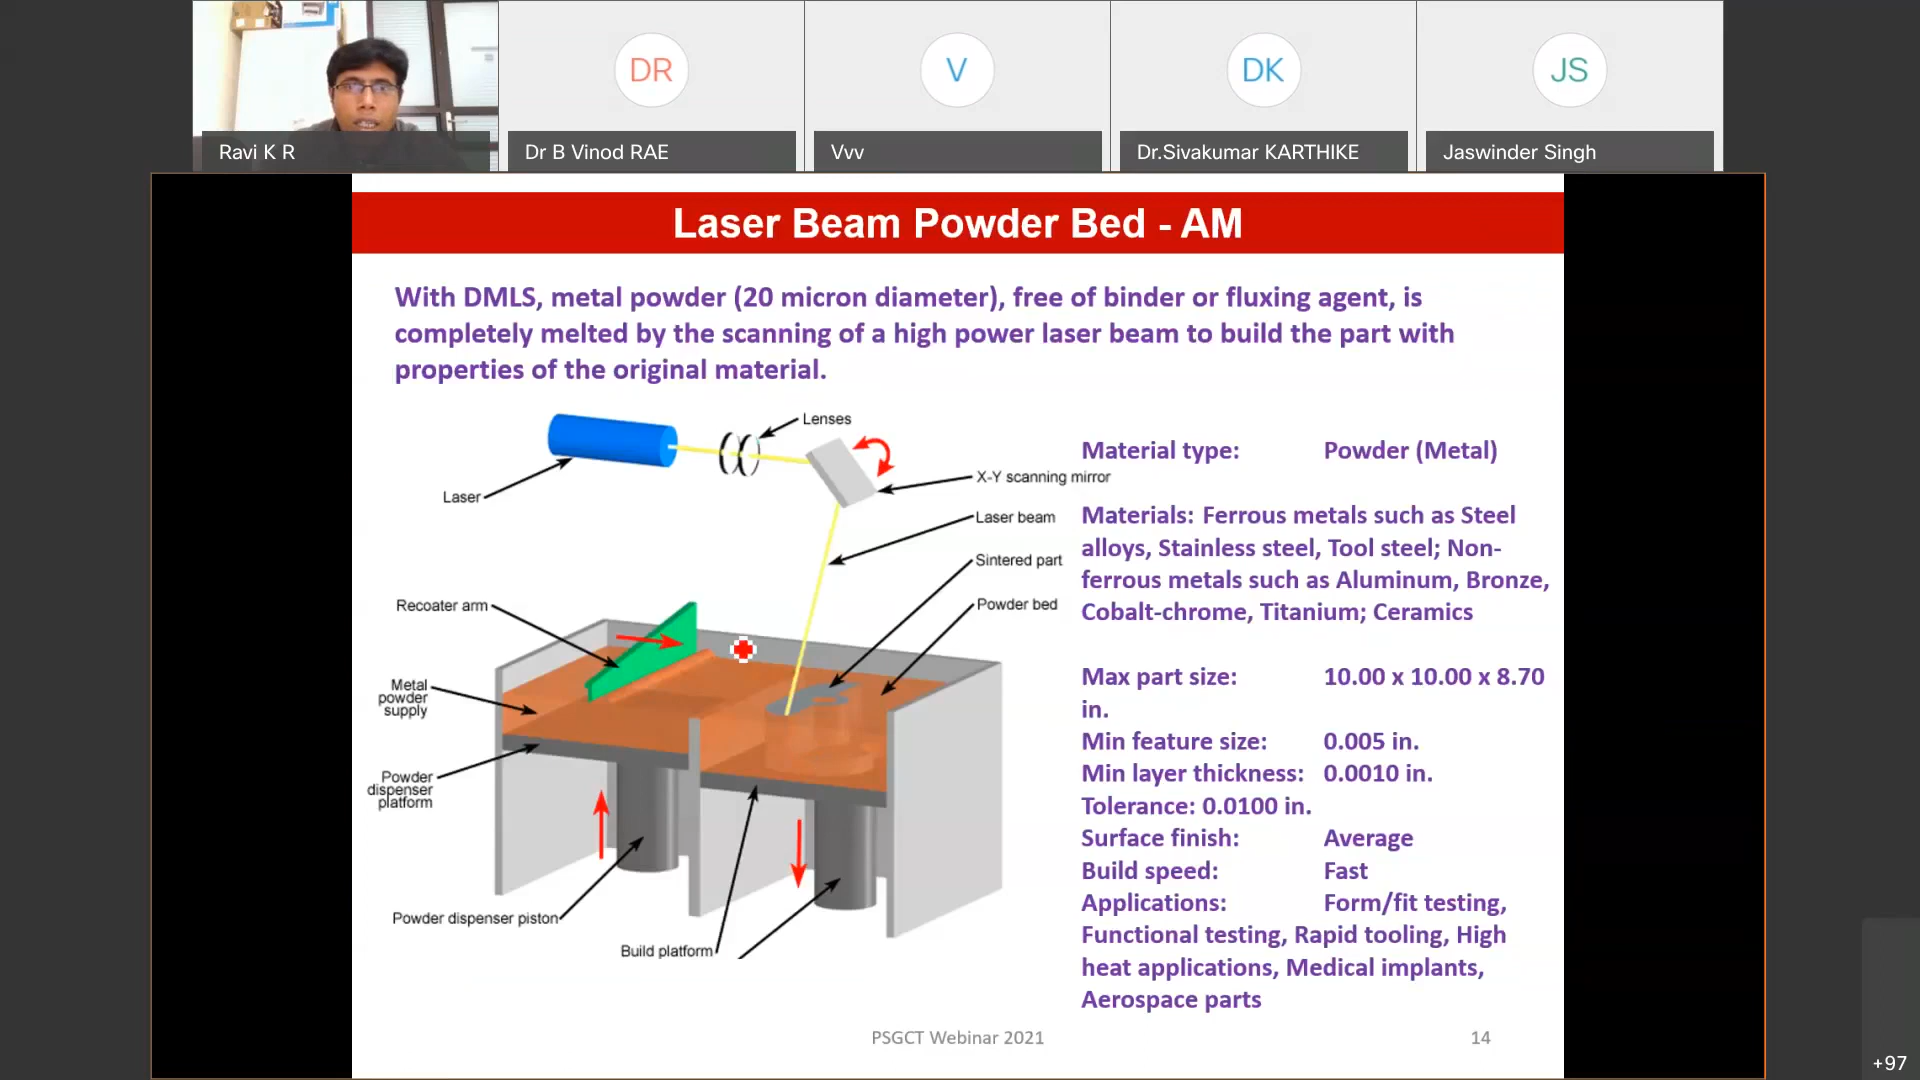 DR
V
DK
JS
Ravi K R
Dr B Vinod RAE
Vvv
Dr.Sivakumar KARTHIKE
Jaswinder Singh
Laser Beam Powder Bed - AM
With DMLS, metal powder (20 micron diameter), free of binder or fluxing agent, is
completely melted by the scanning of a high power laser beam to build the part with
properties of the original material.
Lenses
Laser
X-Y scanning mirror
Laser beam
Sintered part
Powder bed
Recoater arm
Metal
powder
supply
Powder
dispenser
platform
Powder dispenser piston
Build platform
Material type: Powder (Metal)
Materials: Ferrous metals such as Steel
alloys, Stainless steel, Tool steel; Non-
ferrous metals such as Aluminum, Bronze,
Cobalt-chrome, Titanium; Ceramics
Max part size: 10.00 x 10.00 x 8.70
in.
Min feature size: 0.005 in.
Min layer thickness: 0.0010 in.
Tolerance: 0.0100 in.
Surface finish: Average
Build speed: Fast
Applications: Form/fit testing,
Functional testing, Rapid tooling, High
heat applications, Medical implants,
Aerospace parts
PSGCT Webinar 2021
14
+97